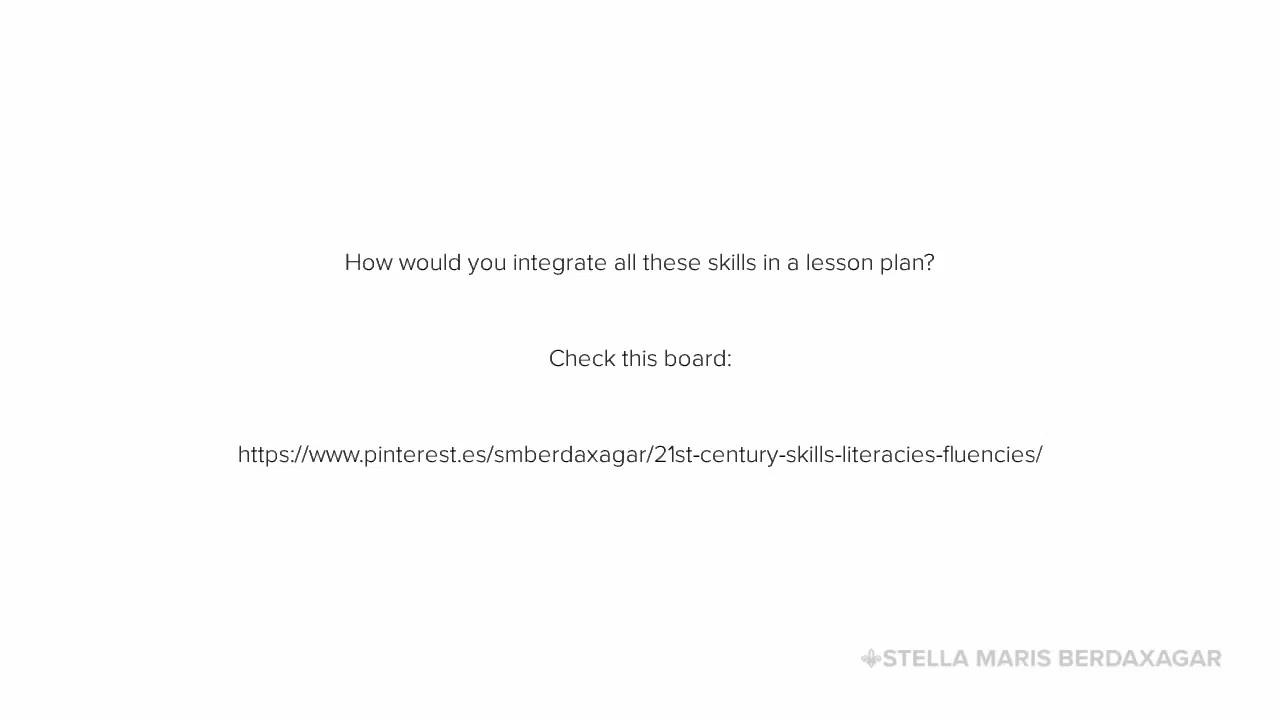 How would you integrate all these skills in a lesson plan?
Check this board:
https://www.pinterest.es/smberdaxagar/21st-century-skills-literacies-fluencies/
STELLA MARIS BERDAXAGAR